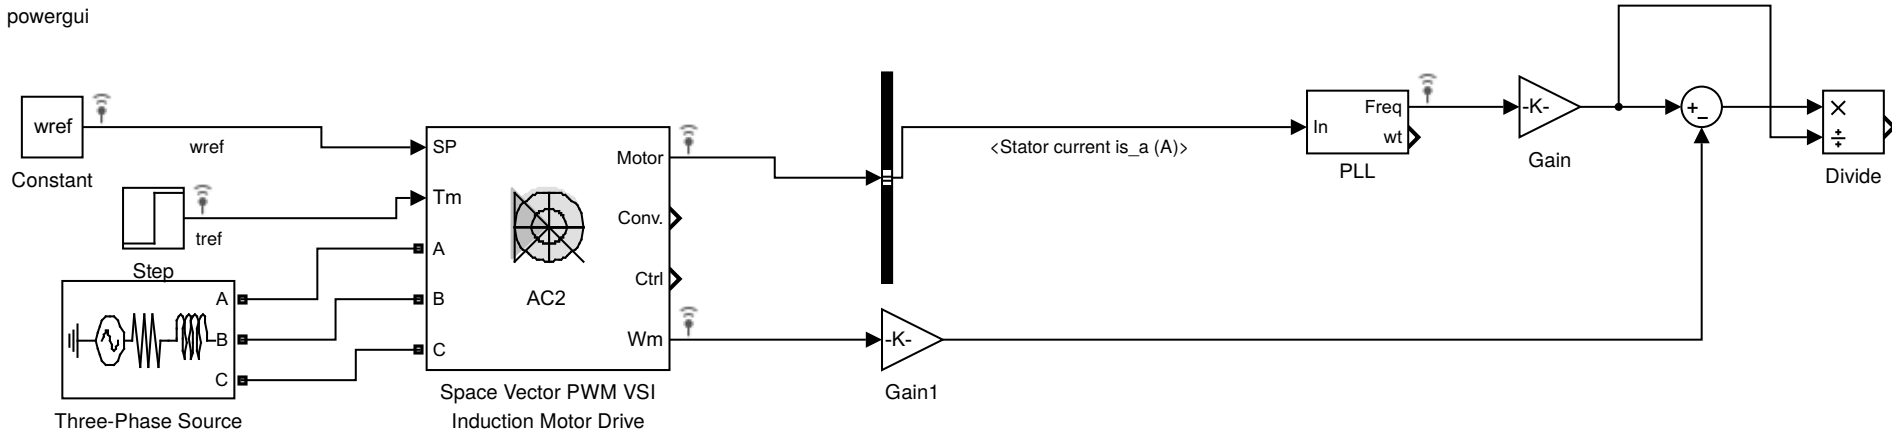 powergui
wref
Constant
wref
Step
tref
A
B
C
Three-Phase Source
SP
Tm
A
B
C
Motor
Conv.
Ctrl
Wm
AC2
Space Vector PWM VSI
Induction Motor Drive
<Stator current is_a (A)>
-K-
Gain1
In
Freq
wt
PLL
-K-
Gain
+
−
×
÷
Divide